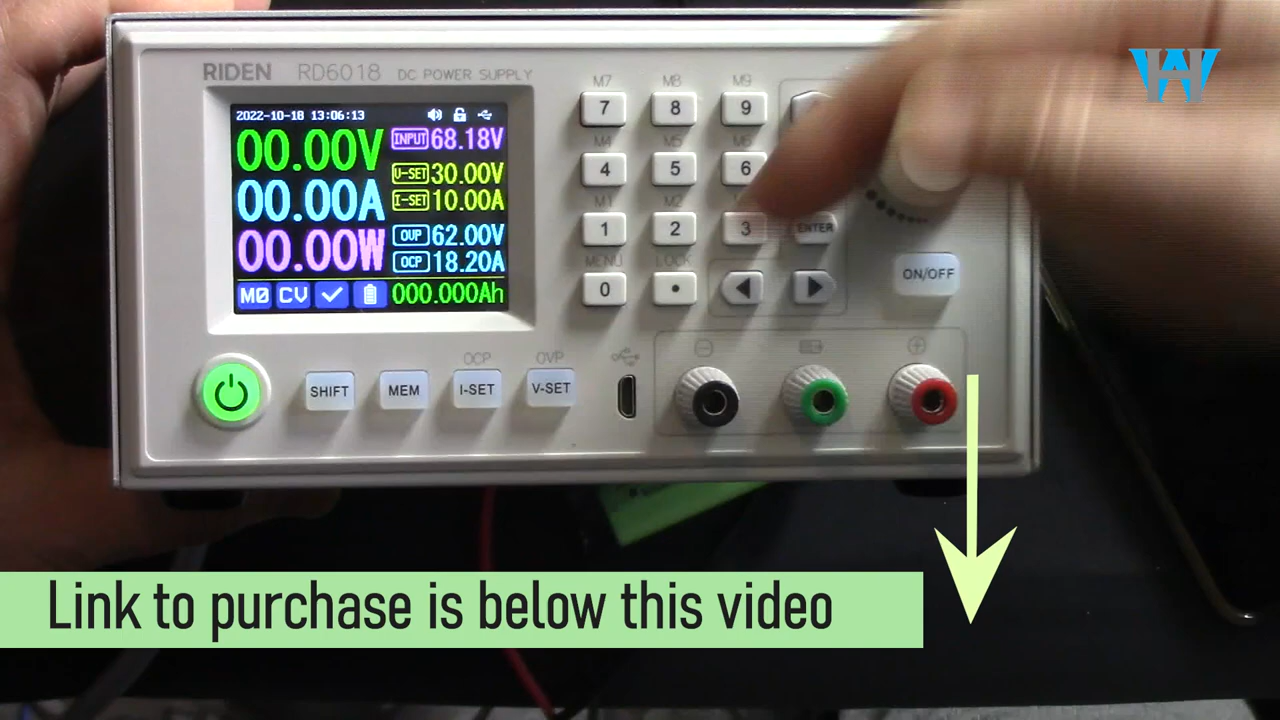 RIDEN RD6018 DC POWER SUPPLY
2022-10-18 13:06:13
00.00V
00.00A
00.00W
INPUT 68.18V
V-SET 30.00V
I-SET 10.00A
OVP 62.00V
OCP 18.20A
M0 CV 000.000Ah
M7 M8 M9
7 8 9
M4 M5 M6
4 5 6
M1 M2
1 2 3 ENTER
MENU LOCK
0 •
ON/OFF
OCP OVP
SHIFT MEM I-SET V-SET
Link to purchase is below this video